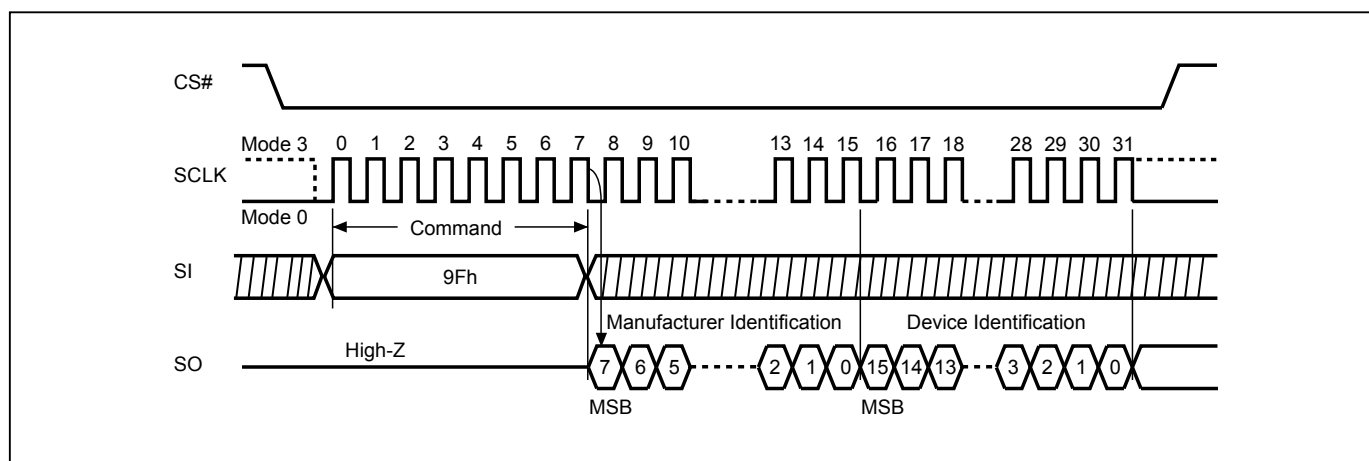 CS#
Mode 3 0 1 2 3 4 5 6 7 8 9 10 13 14 15 16 17 18 28 29 30 31
SCLK
Mode 0
Command
SI 9Fh
Manufacturer Identification Device Identification
High-Z
SO 7 6 5 2 1 0 15 14 13 3 2 1 0
MSB MSB